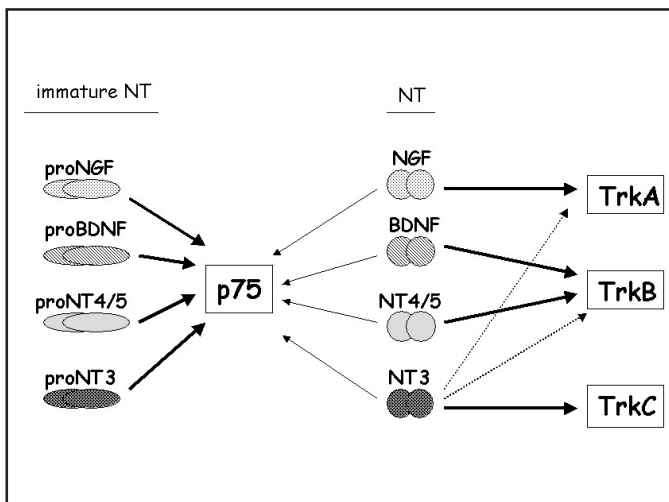 immature NT
NT
proNGF
NGF
TrkA
proBDNF
BDNF
p75
TrkB
proNT4/5
NT4/5
proNT3
NT3
TrkC